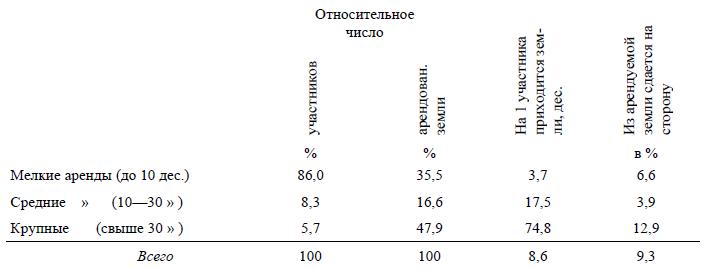 Относительное
число
участников
арендован.
земли
На 1 участника
приходится зем-
ли, дес.
Из арендуемой
земли сдается на
сторону
% % в %
Мелкие аренды (до 10 дес.) 86,0 35,5 3,7 6,6
Средние » (10—30 » ) 8,3 16,6 17,5 3,9
Крупные (свыше 30 » ) 5,7 47,9 74,8 12,9
Всего 100 100 8,6 9,3